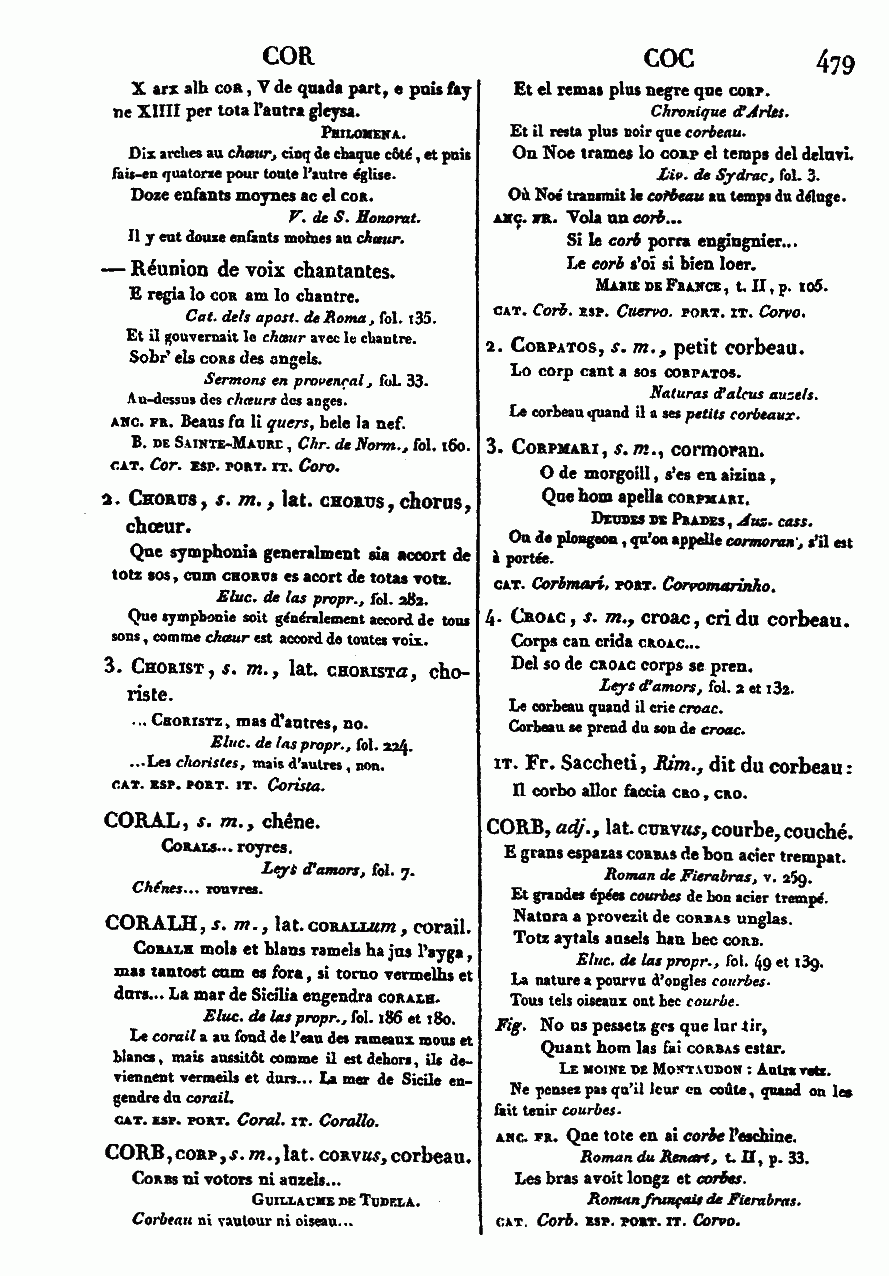 COR
COC
479
X arx alh cor, V de quada part, e puis fay
ne XIIII per tota l'autra gleysa.
Philomena.
Dix arches au chœur, cinq de chaque côté, et puis
fais-en quatorze pour toute l'autre église.
Doze enfants moynes ac el cor.
V. de S. Honorat.
Il y eut douze enfants moines au chœur.
— Réunion de voix chantantes.
E regia lo cor am lo chantre.
Cat. dels apost. de Roma, fol. 135.
Et il gouvernait le chœur avec le chantre.
Sobr' els cors des angels.
Sermons en provençal, fol. 33.
Au-dessus des chœurs des anges.
anc. fr. Beaus fu li quers, bele la nef.
B. de Sainte-Maure, Chr. de Norm., fol. 160.
cat. Cor. esp. port. it. Coro.
2. Chorus, s. m., lat. chorus, chorus,
chœur.
Que symphonia generalment sia accort de
totz sos, cum chorus es acort de totas votz.
Eluc. de las propr., fol. 282.
Que symphonie soit généralement accord de tous
sons, comme chœur est accord de toutes voix.
3. Chorist, s. m., lat. chorista, cho-
riste.
... Choristz, mas d'autres, no.
Eluc. de las propr., fol. 224.
...Les choristes, mais d'autres, non.
cat. esp. port. it. Corista.
CORAL, s. m., chêne.
Corals... royres.
Leys d'amors, fol. 7.
Chênes... rouvres.
CORALH, s. m., lat. corallum, corail.
Coralh mols et blans ramels ha jus l'ayga,
mas tantost cum es fora, si torno vermelhs et
durs... La mar de Sicilia engendra coralh.
Eluc. de las propr., fol. 186 et 180.
Le corail a au fond de l'eau des rameaux mous et
blancs, mais aussitôt comme il est dehors, ils de-
viennent vermeils et durs... La mer de Sicile en-
gendre du corail.
cat. esp. port. Coral. it. Corallo.
CORB, corp, s. m., lat. corvus, corbeau.
Corbs ni votors ni auzels...
Guillaume de Tudela.
Corbeau ni vautour ni oiseau...
Et el remas plus negre que corp.
Chronique d'Arles.
Et il resta plus noir que corbeau.
On Noe trames lo corp el temps del deluvi.
Liv. de Sydrac, fol. 3.
Où Noé transmit le corbeau au temps du déluge.
anc. fr. Vola un corb...
Si le corb porra engingnier...
Le corb s'oï si bien loer.
Marie de France, t. II, p. 105.
cat. Corb. esp. Cuervo. port. it. Corvo.
2. Corpatos, s. m., petit corbeau.
Lo corp cant a sos corpatos.
Naturas d'alcus auzels.
Le corbeau quand il a ses petits corbeaux.
3. Corpmari, s. m., cormoran.
O de morgoill, s'es en aizina,
Que hom apella corpmari.
Deudes de Prades, Auz. cass.
Ou de plongeon, qu'on appelle cormoran, s'il est
à portée.
cat. Corbmari. port. Corvomarinho.
4. Croac, s. m., croac, cri du corbeau.
Corps can crida croac...
Del so de croac corps se pren.
Leys d'amors, fol. 2 et 132.
Le corbeau quand il crie croac.
Corbeau se prend du son de croac.
it. Fr. Saccheti, Rim., dit du corbeau:
Il corbo allor faccia cro, cro.
CORB, adj., lat. curvus, courbe, couché.
E grans espazas corbas de bon acier trempat.
Roman de Fierabras, v. 259.
Et grandes épées courbes de bon acier trempé.
Natura a provezit de corbas unglas.
Totz aytals ausels han bec corb.
Eluc. de las propr., fol. 49 et 139.
La nature a pourvu d'ongles courbes.
Tous tels oiseaux ont bec courbe.
Fig. No us pessetz ges que lur tir,
Quant hom las fai corbas estar.
Le moine de Montaudon: Autra vetz.
Ne pensez pas qu'il leur en coûte, quand on les
fait tenir courbes.
anc. fr. Que tote en ai corbe l'eschine.
Roman du Renart, t. II, p. 33.
Les bras avoit longz et corbes.
Roman français de Fierabras.
cat. Corb. esp. port. it. Corvo.